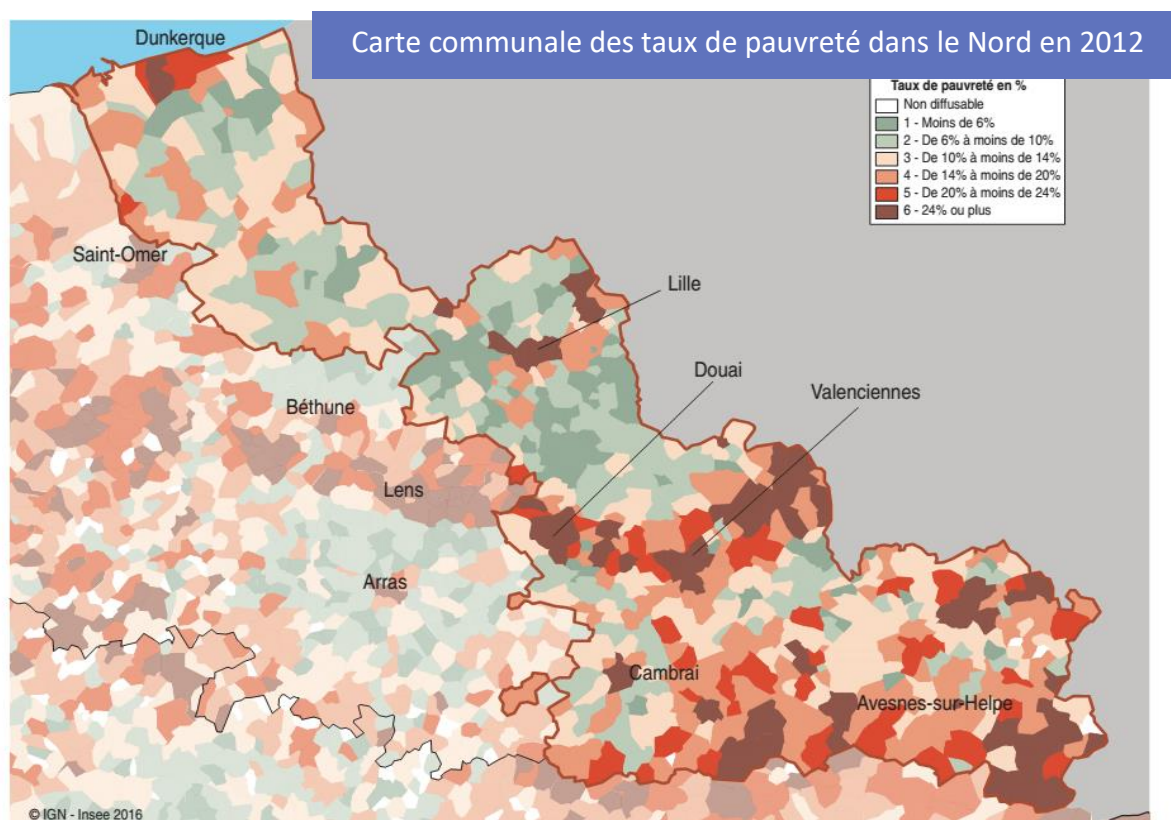 Carte communale des taux de pauvreté dans le Nord en 2012
Dunkerque
Taux de pauvreté en %
Non diffusable
1 - Moins de 6%
2 - De 6% à moins de 10%
3 - De 10% à moins de 14%
4 - De 14% à moins de 20%
5 - De 20% à moins de 24%
6 - 24% ou plus
Saint-Omer
Lille
Douai
Valenciennes
Béthune
Lens
Arras
Cambrai
Avesnes-sur-Helpe
© IGN - Insee 2016